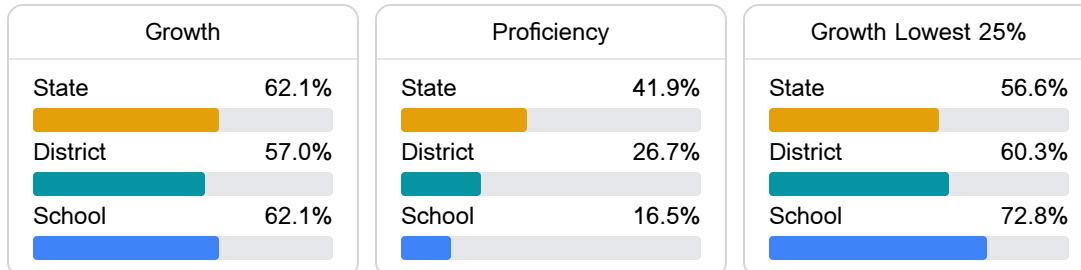 Growth
State 62.1%
District 57.0%
School 62.1%
Proficiency
State 41.9%
District 26.7%
School 16.5%
Growth Lowest 25%
State 56.6%
District 60.3%
School 72.8%